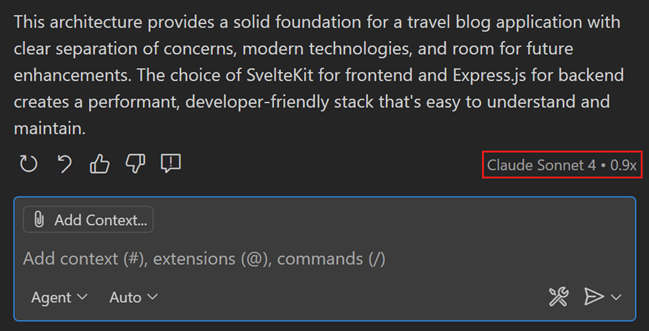 This architecture provides a solid foundation for a travel blog application with
clear separation of concerns, modern technologies, and room for future
enhancements. The choice of SvelteKit for frontend and Express.js for backend
creates a performant, developer-friendly stack that's easy to understand and
maintain.
Claude Sonnet 4 • 0.9x
Add Context...
Add context (#), extensions (@), commands (/)
Agent Auto